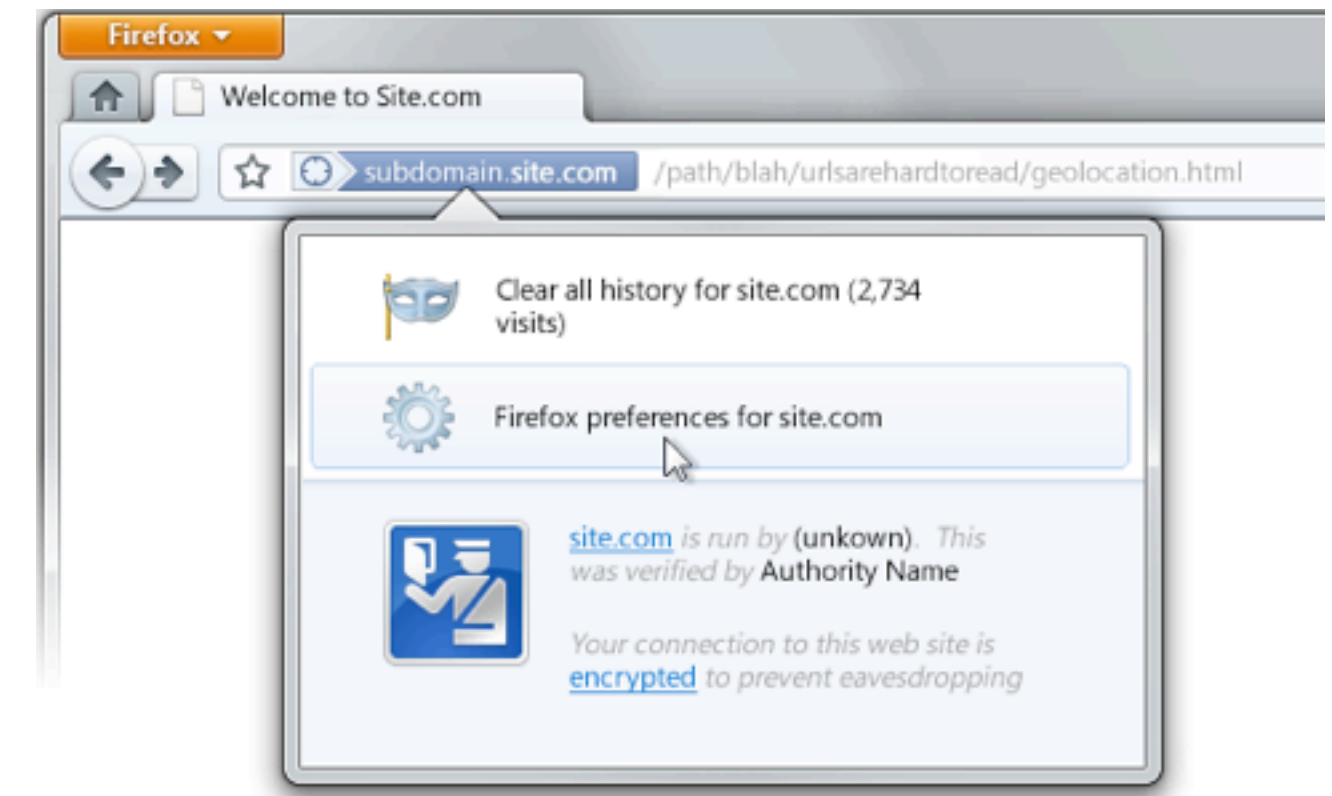 Firefox
Welcome to Site.com
subdomain.site.com /path/blah/urlsarehardtoread/geolocation.html
Clear all history for site.com (2,734
visits)
Firefox preferences for site.com
site.com is run by (unkown). This
was verified by Authority Name
Your connection to this web site is
encrypted to prevent eavesdropping